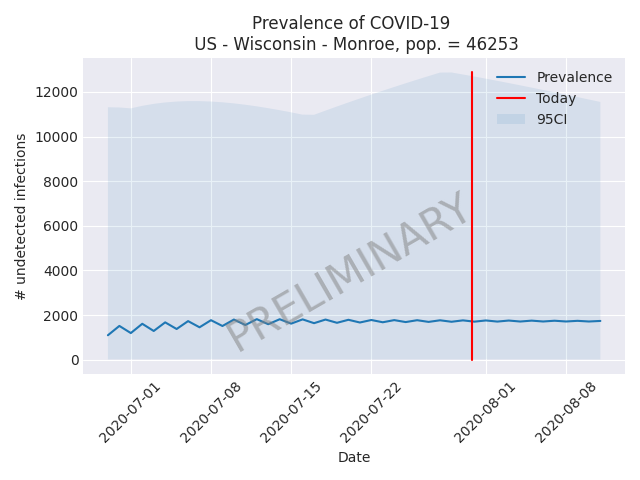 Prevalence of COVID-19
US - Wisconsin - Monroe, pop. = 46253
Prevalence
Today
95CI
12000
10000
8000
6000
4000
2000
0
# undetected infections
PRELIMINARY
2020-07-01
2020-07-08
2020-07-15
2020-07-22
2020-08-01
2020-08-08
Date